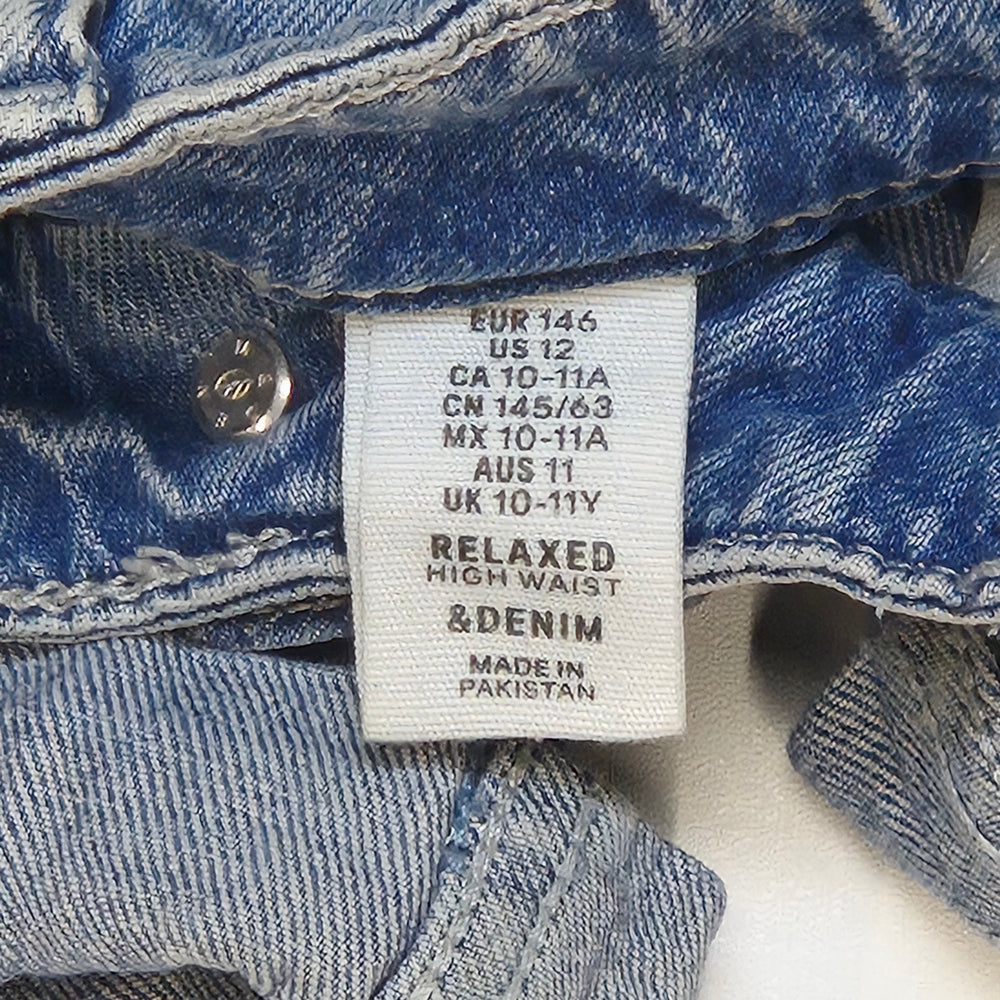 EUR 146
US 12
CA 10-11A
CN 145/63
MX 10-11A
AUS 11
UK 10-11Y
RELAXED
HIGH WAIST
&DENIM
MADE IN
PAKISTAN